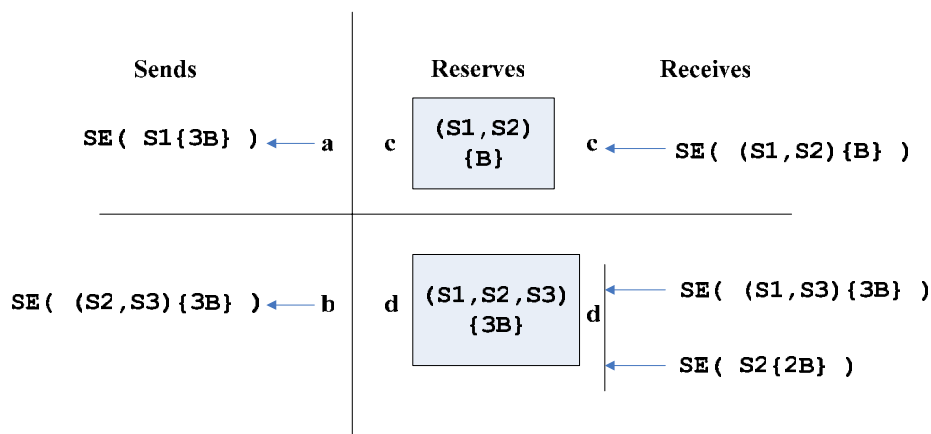 Sends
Reserves
Receives
SE( S1{3B} )
a
c
(S1,S2)
{B}
c
SE( (S1,S2){B} )
SE( (S2,S3){3B} )
b
d
(S1,S2,S3)
{3B}
d
SE( (S1,S3){3B} )
SE( S2{2B} )